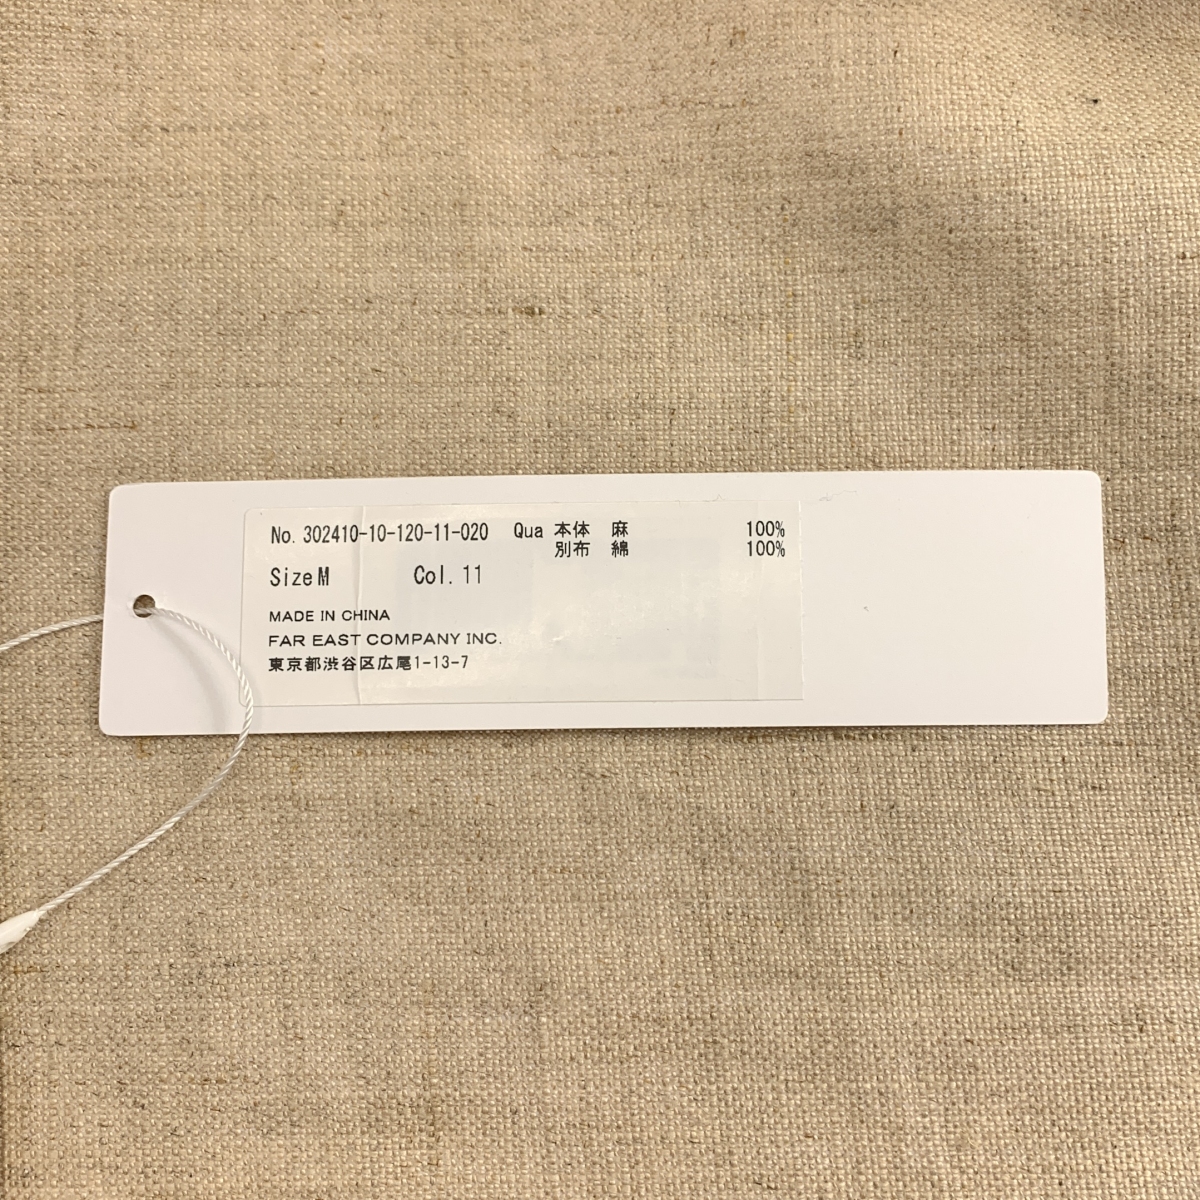 No. 302410-10-120-11-020 Qua 本体 麻 100%
別布 綿 100%
Size M Col. 11
MADE IN CHINA
FAR EAST COMPANY INC.
東京都渋谷区広尾1-13-7